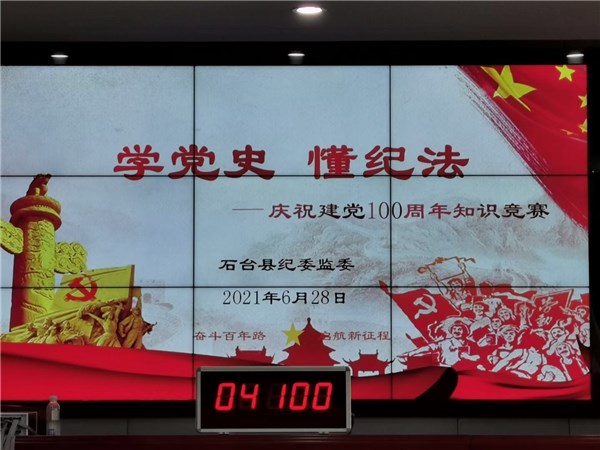 学党史 懂纪法
——庆祝建党100周年知识竞赛
石台县纪委监委
2021年6月28日
奋斗百年路 启航新征程
04100